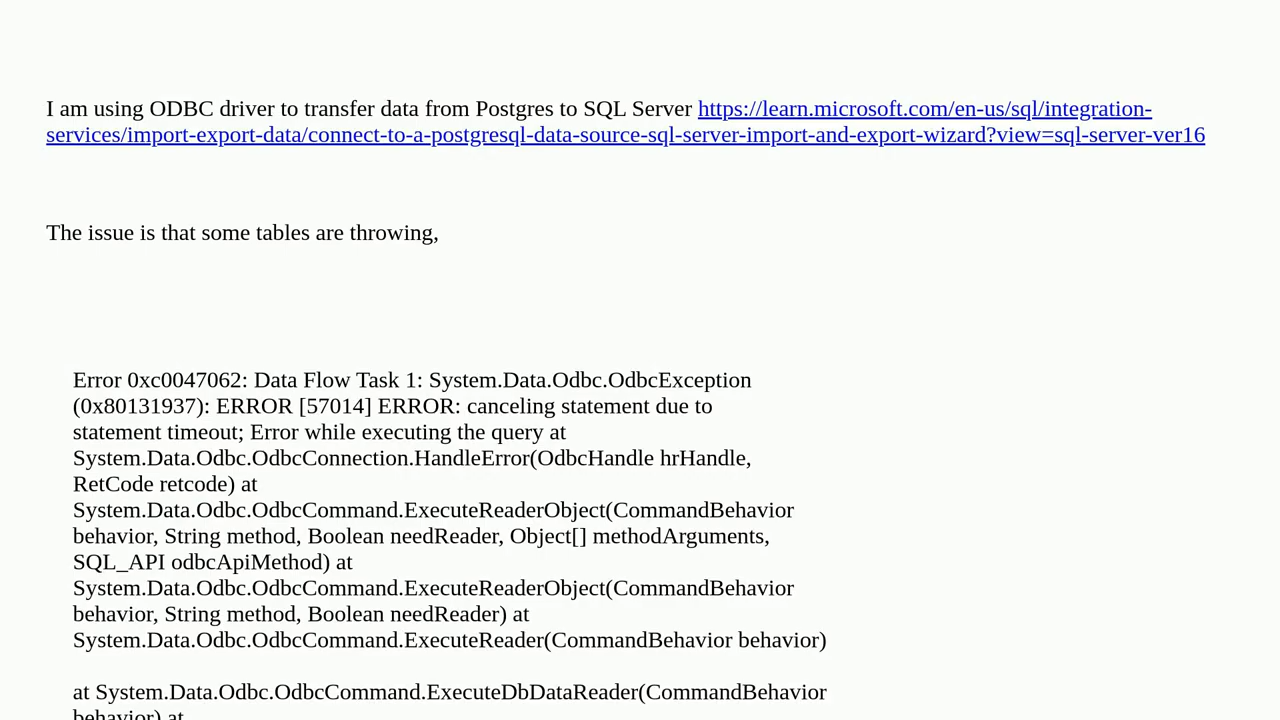 I am using ODBC driver to transfer data from Postgres to SQL Server https://learn.microsoft.com/en-us/sql/integration-
services/import-export-data/connect-to-a-postgresql-data-source-sql-server-import-and-export-wizard?view=sql-server-ver16
The issue is that some tables are throwing,
Error 0xc0047062: Data Flow Task 1: System.Data.Odbc.OdbcException
(0x80131937): ERROR [57014] ERROR: canceling statement due to
statement timeout; Error while executing the query at
System.Data.Odbc.OdbcConnection.HandleError(OdbcHandle hrHandle,
RetCode retcode) at
System.Data.Odbc.OdbcCommand.ExecuteReaderObject(CommandBehavior
behavior, String method, Boolean needReader, Object[] methodArguments,
SQL_API odbcApiMethod) at
System.Data.Odbc.OdbcCommand.ExecuteReaderObject(CommandBehavior
behavior, String method, Boolean needReader) at
System.Data.Odbc.OdbcCommand.ExecuteReader(CommandBehavior behavior)
at System.Data.Odbc.OdbcCommand.ExecuteDbDataReader(CommandBehavior
behavior) at